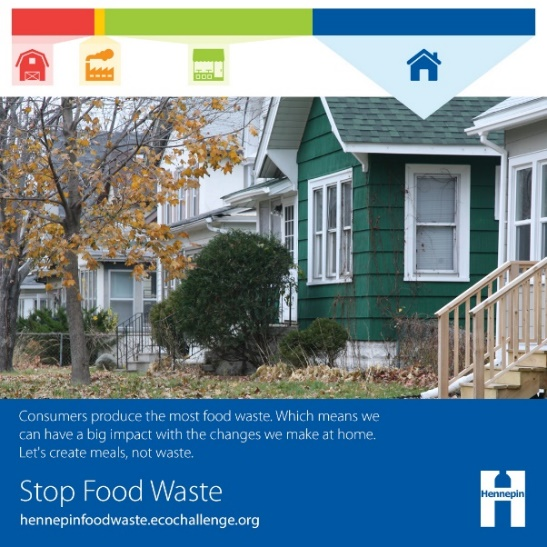 Consumers produce the most food waste. Which means we
can have a big impact with the changes we make at home.
Let's create meals, not waste.
Stop Food Waste
hennepinfoodwaste.ecochallenge.org
Hennepin